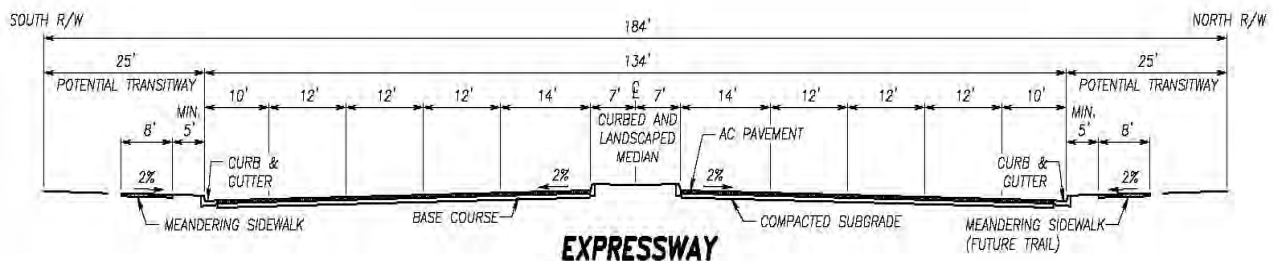 SOUTH R/W
NORTH R/W
184'
25'
134'
25'
POTENTIAL TRANSITWAY
POTENTIAL TRANSITWAY
10'
12'
12'
12'
14'
7'
℄
7'
14'
12'
12'
12'
10'
MIN.
5'
8'
CURBED AND
LANDSCAPED
MEDIAN
MIN.
5'
8'
AC PAVEMENT
CURB &
GUTTER
CURB &
GUTTER
2%
2%
2%
2%
MEANDERING SIDEWALK
BASE COURSE
COMPACTED SUBGRADE
MEANDERING SIDEWALK
(FUTURE TRAIL)
EXPRESSWAY